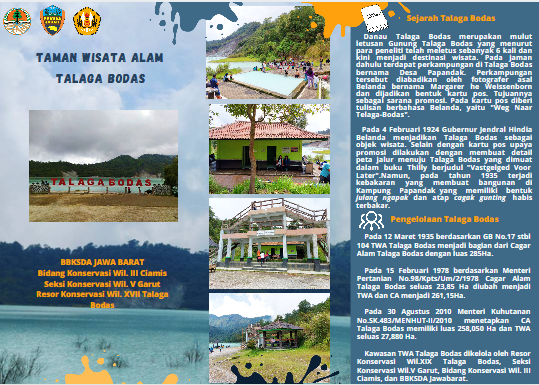 TAMAN WISATA ALAM
TALAGA BODAS
TALAGA BODAS
BBKSDA JAWA BARAT
Bidang Konservasi Wil. III Ciamis
Seksi Konservasi Wil. V Garut
Resor Konservasi Wil. XVII Talaga
Bodas
Sejarah Talaga Bodas
Danau Talaga Bodas merupakan mulut
letusan Gunung Talaga Bodas yang menurut
para peneliti telah meletus sebanyak 6 kali dan
kini menjadi destinasi wisata. Pada jaman
dahulu terdapat perkampungan di Talaga Bodas
bernama Desa Papandak. Perkampungan
tersebut diabadikan oleh fotografer asal
Belanda bernama Margarer he Weissenborn
dan dijadikan bentuk kartu pos. Tujuannya
sebagai sarana promosi. Pada kartu pos diberi
tulisan berbahasa Belanda, yaitu "Weg Naar
Telaga-Bodas".
Pada 4 Februari 1924 Gubernur Jendral Hindia
Belanda menjadikan Talaga Bodas sebagai
objek wisata. Selain dengan kartu pos upaya
promosi dilakukan dengan membuat detail
peta jalur menuju Talaga Bodas yang dimuat
dalam buku Thilly berjudul "Vastgelged Voor
Later".Namun, pada tahun 1935 terjadi
kebakaran yang membuat bangunan di
Kampung Papandak yang memiliki bentuk
julang ngapak dan atap cagak gunting habis
terbakar.
Pengelolaan Talaga Bodas
Pada 12 Maret 1935 berdasarkan GB No.17 stbl
104 TWA Talaga Bodas menjadi bagian dari Cagar
Alam Talaga Bodas dengan luas 285Ha.
Pada 15 Februari 1978 berdasarkan Menteri
Pertanian No.98/Kpts/Um/2/1978 Cagar Alam
Talaga Bodas seluas 23,85 Ha diubah menjadi
TWA dan CA menjadi 261,15Ha.
Pada 30 Agustus 2010 Menteri Kuhutanan
No.SK.483/MENHUT-II/2010 menetapkan CA
Talaga Bodas memiliki luas 258,050 Ha dan TWA
seluas 27,880 Ha.
Kawasan TWA Talaga Bodas dikelola oleh Resor
Konservasi Wil.XIX Talaga Bodas, Seksi
Konservasi Wil.V Garut, Bidang Konservasi Wil. III
Ciamis, dan BBKSDA Jawabarat.